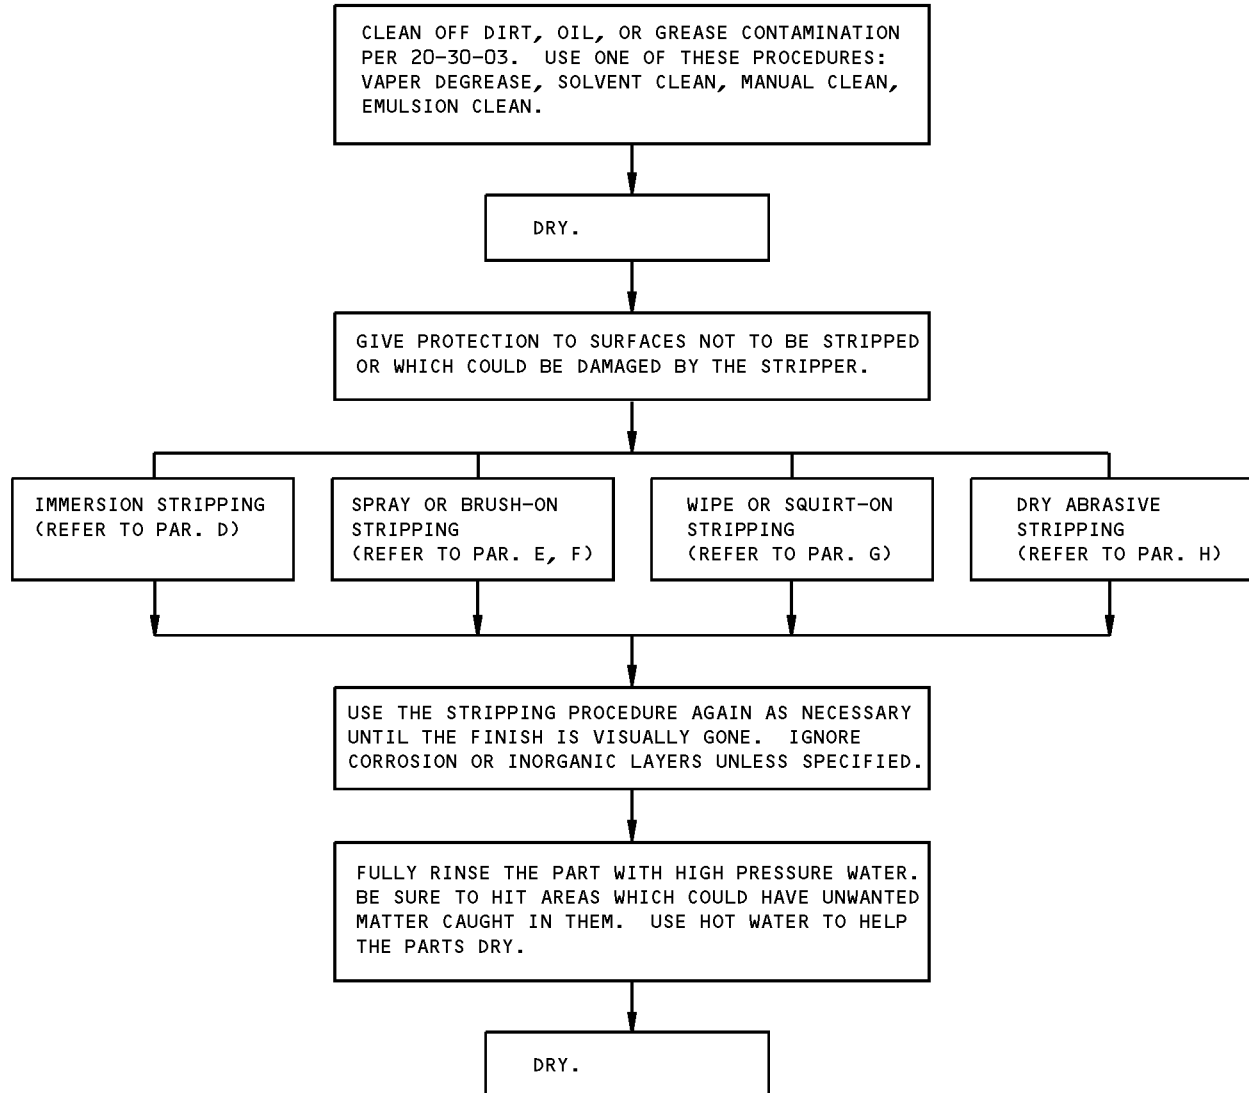 CLEAN OFF DIRT, OIL, OR GREASE CONTAMINATION
PER 20-30-03.  USE ONE OF THESE PROCEDURES:
VAPER DEGREASE, SOLVENT CLEAN, MANUAL CLEAN,
EMULSION CLEAN.
DRY.
GIVE PROTECTION TO SURFACES NOT TO BE STRIPPED
OR WHICH COULD BE DAMAGED BY THE STRIPPER.
IMMERSION STRIPPING
(REFER TO PAR. D)
SPRAY OR BRUSH-ON
STRIPPING
(REFER TO PAR. E, F)
WIPE OR SQUIRT-ON
STRIPPING
(REFER TO PAR. G)
DRY ABRASIVE
STRIPPING
(REFER TO PAR. H)
USE THE STRIPPING PROCEDURE AGAIN AS NECESSARY
UNTIL THE FINISH IS VISUALLY GONE.  IGNORE
CORROSION OR INORGANIC LAYERS UNLESS SPECIFIED.
FULLY RINSE THE PART WITH HIGH PRESSURE WATER.
BE SURE TO HIT AREAS WHICH COULD HAVE UNWANTED
MATTER CAUGHT IN THEM.  USE HOT WATER TO HELP
THE PARTS DRY.
DRY.